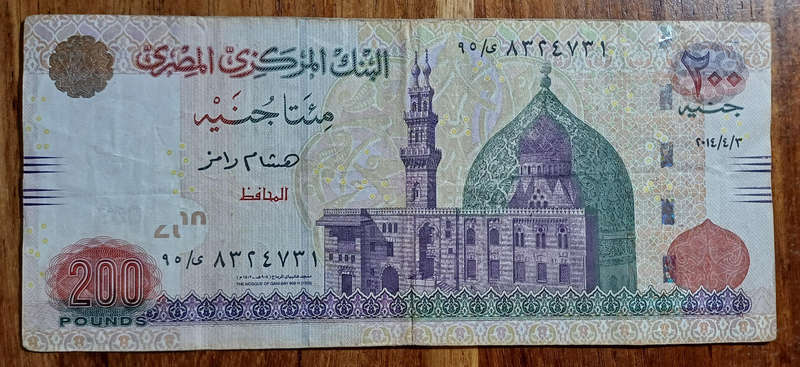 البنك المركزى المصرى
٩٥/ى ٨٣٢٤٧٣١
٢٠٠
جنيه
مئتا جنيه
٢٠١٤/٤/٣
هشام رامز
المحافظ
٩٥/ى ٨٣٢٤٧٣١
200
POUNDS
THE MOSQUE OF QANI-BAY